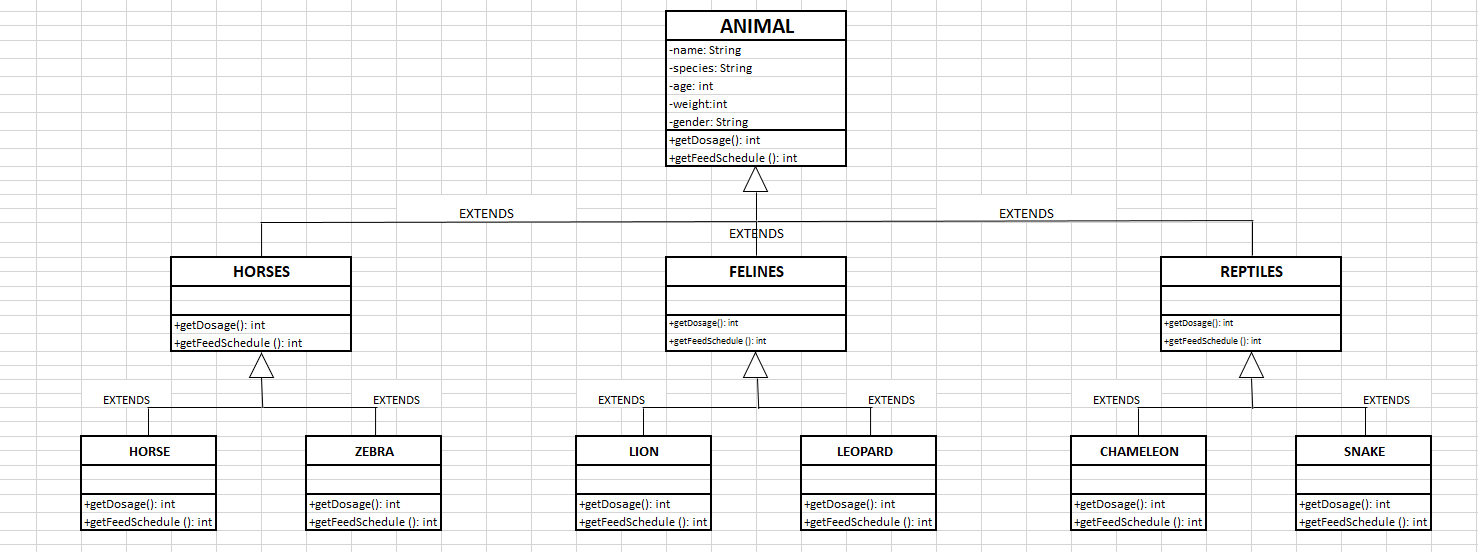 ANIMAL
-name: String
-species: String
-age: int
-weight:int
-gender: String
+getDosage(): int
+getFeedSchedule (): int
EXTENDS
EXTENDS
EXTENDS
HORSES
+getDosage(): int
+getFeedSchedule (): int
FELINES
+getDosage(): int
+getFeedSchedule (): int
REPTILES
+getDosage(): int
+getFeedSchedule (): int
EXTENDS
EXTENDS
EXTENDS
EXTENDS
EXTENDS
EXTENDS
HORSE
+getDosage(): int
+getFeedSchedule (): int
ZEBRA
+getDosage(): int
+getFeedSchedule (): int
LION
+getDosage(): int
+getFeedSchedule (): int
LEOPARD
+getDosage(): int
+getFeedSchedule (): int
CHAMELEON
+getDosage(): int
+getFeedSchedule (): int
SNAKE
+getDosage(): int
+getFeedSchedule (): int